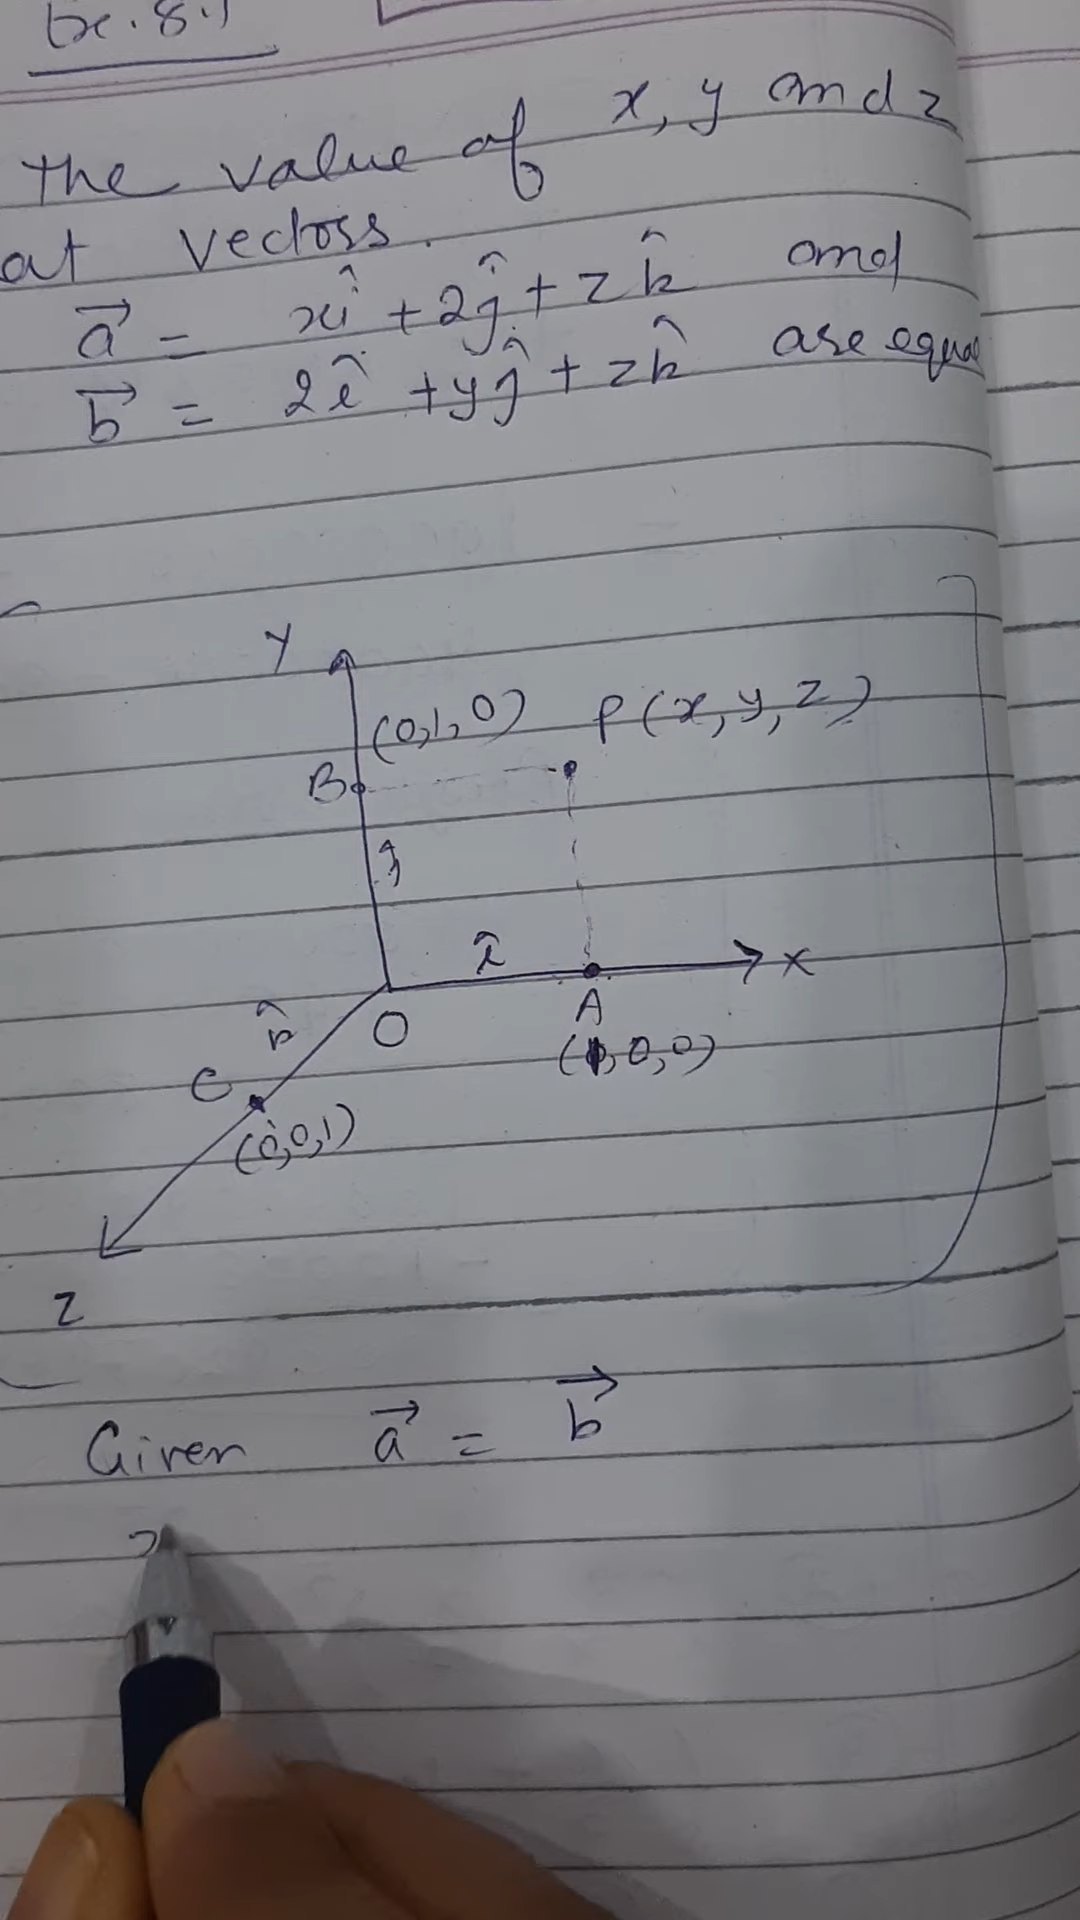 Ex. 8.1
the value of x, y and z
at vectors.
a⃗ = xî + 2ĵ + zk̂ and
b⃗ = 2î + yĵ + zk̂ are equal
Y
(0,1,0) P(x, y, z)
B
ĵ
î
X
k̂
O
A
(1,0,0)
C
(0,0,1)
Z
Given a⃗ = b⃗